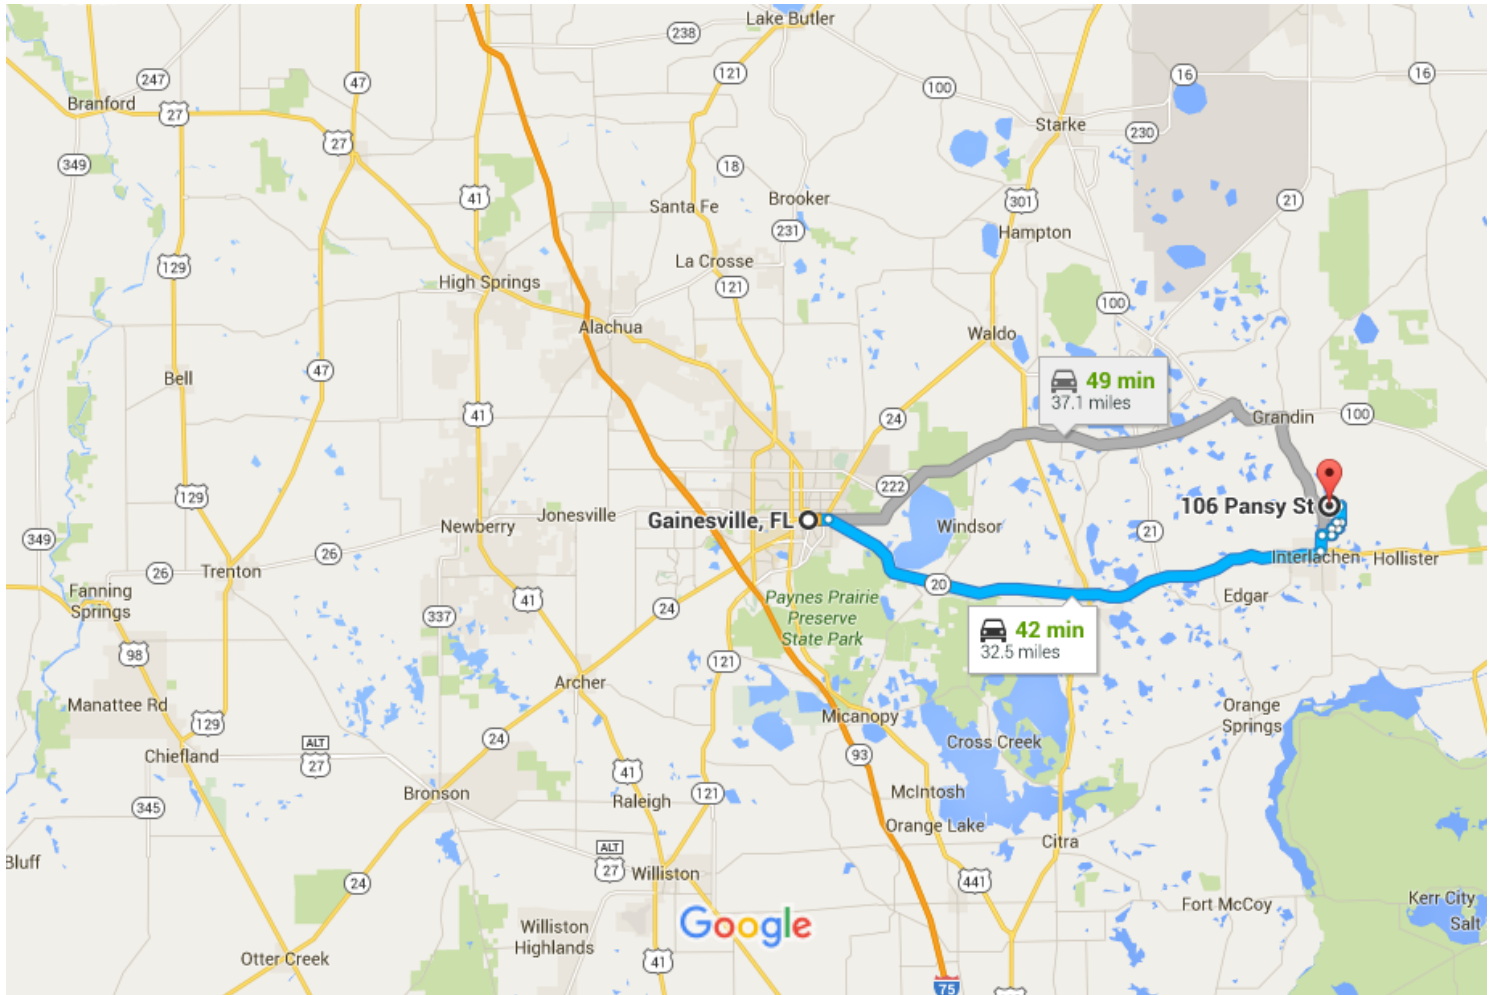 Lake Butler
238
121
16
16
247
47
100
Branford
27
Starke
230
27
349
18
41
Santa Fe
Brooker
301
21
231
Hampton
La Crosse
129
High Springs
121
100
Alachua
Waldo
49 min
37.1 miles
47
Bell
41
24
Grandin
100
222
106 Pansy St
129
Gainesville, FL
Jonesville
Newberry
Windsor
21
349
26
Interlachen
Hollister
26
Trenton
20
Fanning
Springs
41
24
Paynes Prairie
Preserve
State Park
Edgar
337
42 min
32.5 miles
98
121
Archer
Manattee Rd
129
Micanopy
Orange
Springs
24
Cross Creek
ALT
27
Chiefland
93
41
Bronson
121
McIntosh
345
Raleigh
Orange Lake
Citra
ALT
27
Bluff
Williston
24
441
Kerr City
Fort McCoy
Salt
Google
Williston
Highlands
Otter Creek
41
75